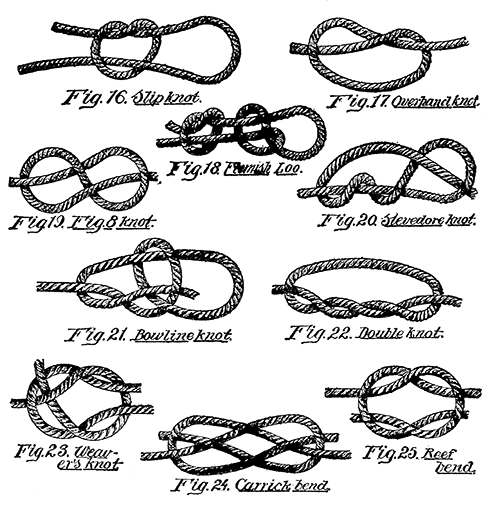 Fig.16. Slip knot.
Fig.17. Overhand knot.
Fig.18. Flemish Loo.
Fig.19. Fig.8 knot.
Fig.20. Stevedore knot.
Fig.21. Bowline knot.
Fig.22. Double knot.
Fig.23. Weav-
er's knot
Fig.24. Carrick bend.
Fig.25. Reef
bend.